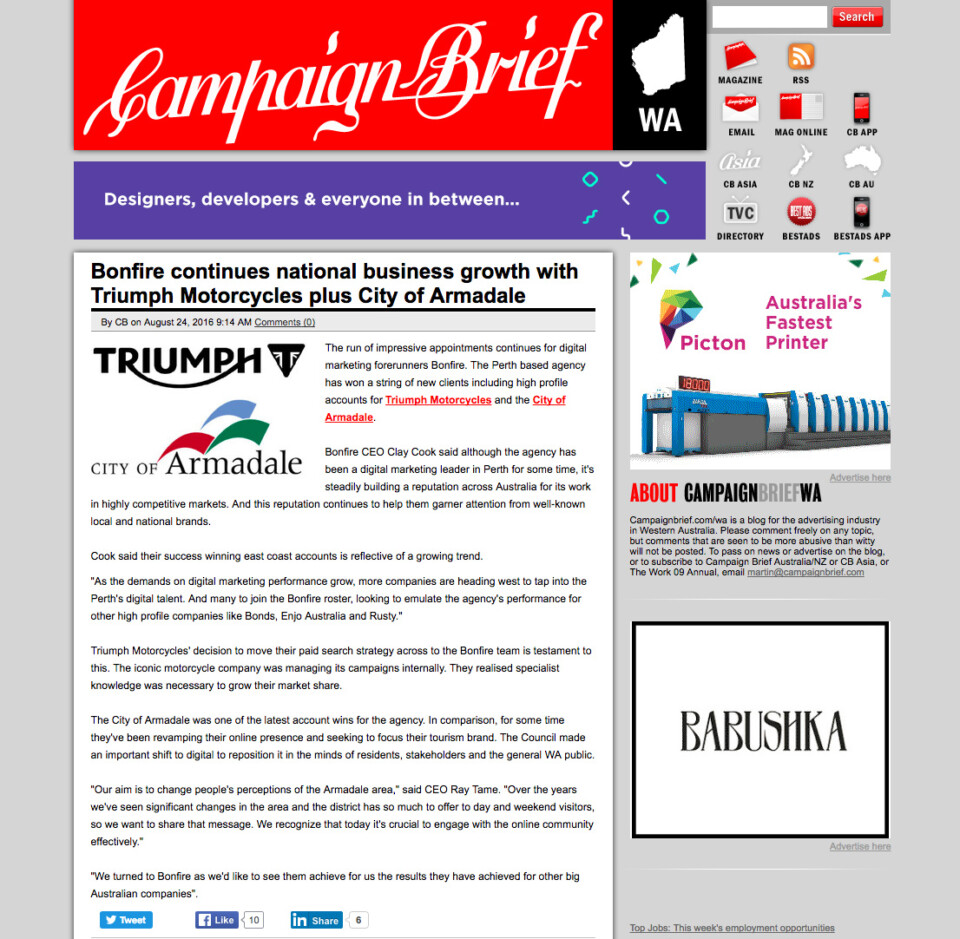 Campaign Brief
WA
Search
MAGAZINE
RSS
EMAIL
MAG ONLINE
CB APP
Asia
CB ASIA
CB NZ
CB AU
TVC
BEST ADS
DIRECTORY
BESTADS
BESTADS APP
Designers, developers & everyone in between...
Bonfire continues national business growth with
Triumph Motorcycles plus City of Armadale
By CB on August 24, 2016 9:14 AM Comments (0)
TRIUMPH
CITY OF Armadale
The run of impressive appointments continues for digital
marketing forerunners Bonfire. The Perth based agency
has won a string of new clients including high profile
accounts for Triumph Motorcycles and the City of
Armadale.
Bonfire CEO Clay Cook said although the agency has
been a digital marketing leader in Perth for some time, it's
steadily building a reputation across Australia for its work
in highly competitive markets. And this reputation continues to help them garner attention from well-known
local and national brands.
Cook said their success winning east coast accounts is reflective of a growing trend.
"As the demands on digital marketing performance grow, more companies are heading west to tap into the
Perth's digital talent. And many to join the Bonfire roster, looking to emulate the agency's performance for
other high profile companies like Bonds, Enjo Australia and Rusty."
Triumph Motorcycles' decision to move their paid search strategy across to the Bonfire team is testament to
this. The iconic motorcycle company was managing its campaigns internally. They realised specialist
knowledge was necessary to grow their market share.
The City of Armadale was one of the latest account wins for the agency. In comparison, for some time
they've been revamping their online presence and seeking to focus their tourism brand. The Council made
an important shift to digital to reposition it in the minds of residents, stakeholders and the general WA public.
"Our aim is to change people's perceptions of the Armadale area," said CEO Ray Tame. "Over the years
we've seen significant changes in the area and the district has so much to offer to day and weekend visitors,
so we want to share that message. We recognize that today it's crucial to engage with the online community
effectively."
"We turned to Bonfire as we'd like to see them achieve for us the results they have achieved for other big
Australian companies".
Tweet
Like 10
Share 6
Picton
Australia's
Fastest
Printer
18000
Advertise here
ABOUT CAMPAIGNBRIEFWA
Campaignbrief.com/wa is a blog for the advertising industry
in Western Australia. Please comment freely on any topic,
but comments that are seen to be more abusive than witty
will not be posted. To pass on news or advertise on the blog,
or to subscribe to Campaign Brief Australia/NZ or CB Asia, or
The Work 09 Annual, email martin@campaignbrief.com
BABUSHKA
Advertise here
Top Jobs: This week's employment opportunities